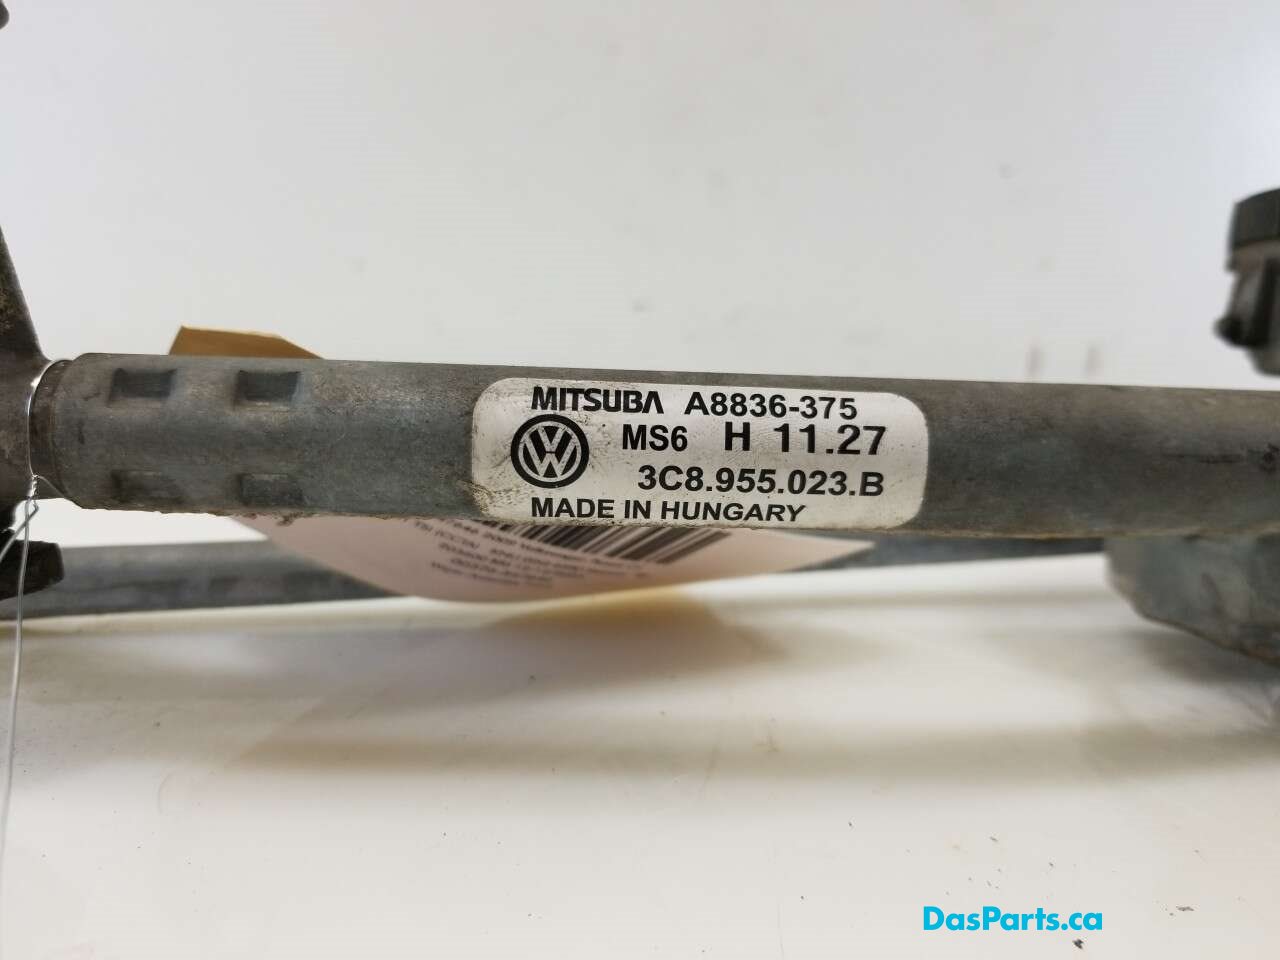 MITSUBA A8836-375
MS6 H 11.27
3C8.955.023.B
MADE IN HUNGARY
DasParts.ca